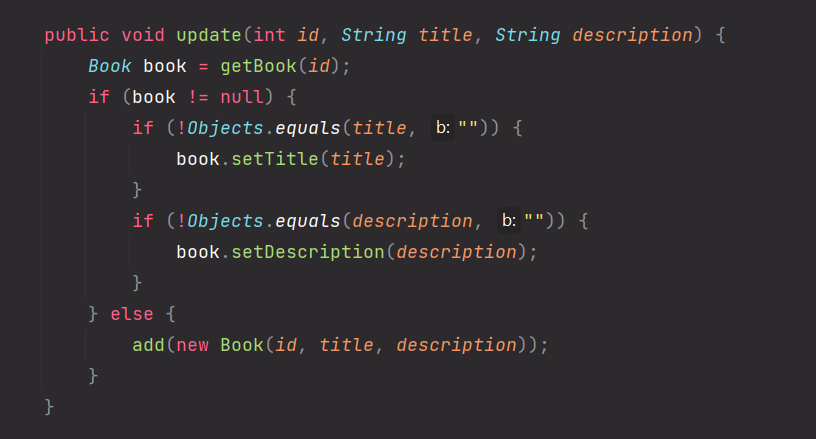 public void update(int id, String title, String description) {
Book book = getBook(id);
if (book != null) {
if (!Objects.equals(title, b: "")) {
book.setTitle(title);
}
if (!Objects.equals(description, b: "")) {
book.setDescription(description);
}
} else {
add(new Book(id, title, description));
}
}